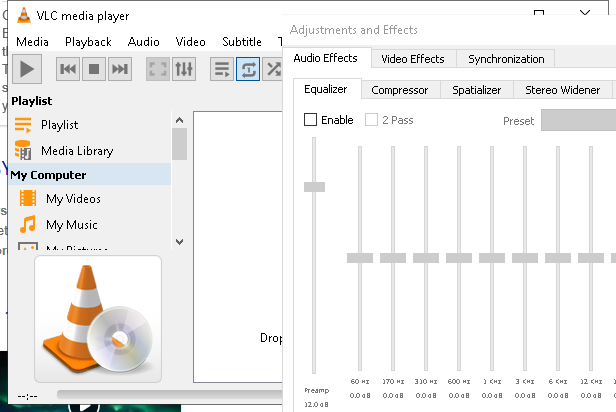 VLC media player
Media Playback Audio Video Subtitle T
Playlist
Playlist
Media Library
My Computer
My Videos
My Music
My Pictures
Drop
--:--
Adjustments and Effects
Audio Effects Video Effects Synchronization
Equalizer Compressor Spatializer Stereo Widener
Enable 2 Pass Preset
60 Hz 170 Hz 310 Hz 600 Hz 1 KHz 3 KHz 6 KHz 12 KHz
Preamp 0.0 dB 0.0 dB 0.0 dB 0.0 dB 0.0 dB 0.0 dB 0.0 dB 0.0 dB
12.0 dB